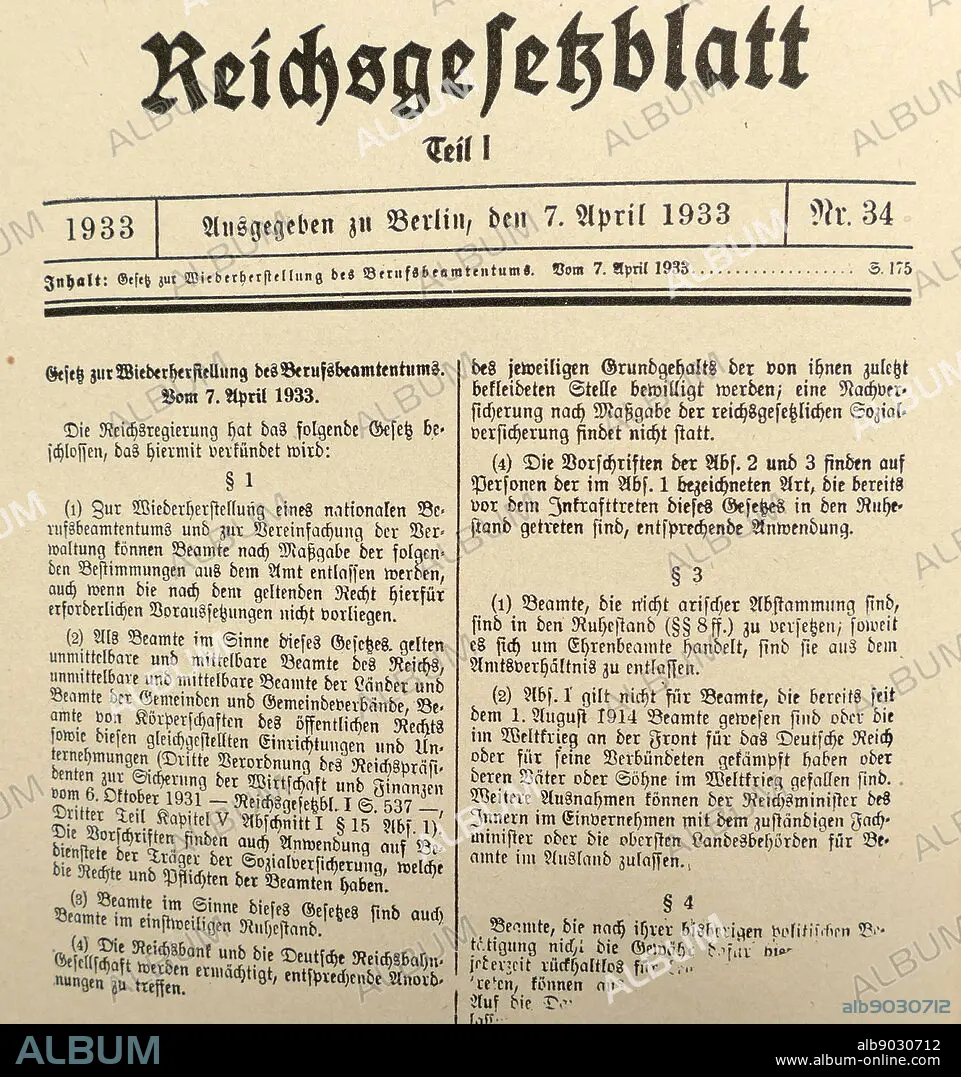 Reichsgesetzblatt
Teil I
1933
Ausgegeben zu Berlin, den 7. April 1933
Nr. 34
Inhalt: Gesetz zur Wiederherstellung des Berufsbeamtentums. Vom 7. April 1933 .................... S. 175
Gesetz zur Wiederherstellung des Berufsbeamtentums.
Vom 7. April 1933.
Die Reichsregierung hat das folgende Gesetz be-
schlossen, das hiermit verkündet wird:
§ 1
(1) Zur Wiederherstellung eines nationalen Be-
rufsbeamtentums und zur Vereinfachung der Ver-
waltung können Beamte nach Maßgabe der folgen-
den Bestimmungen aus dem Amt entlassen werden,
auch wenn die nach dem geltenden Recht hierfür
erforderlichen Voraussetzungen nicht vorliegen.
(2) Als Beamte im Sinne dieses Gesetzes gelten
unmittelbare und mittelbare Beamte des Reichs,
unmittelbare und mittelbare Beamte der Länder und
Beamte der Gemeinden und Gemeindeverbände, Be-
amte von Körperschaften des öffentlichen Rechts
sowie diesen gleichgestellten Einrichtungen und Un-
ternehmungen (Dritte Verordnung des Reichspräsi-
denten zur Sicherung der Wirtschaft und Finanzen
vom 6. Oktober 1931 — Reichsgesetzbl. I S. 537 —,
Dritter Teil Kapitel V Abschnitt I § 15 Abs. 1).
Die Vorschriften finden auch Anwendung auf Be-
dienstete der Träger der Sozialversicherung, welche
die Rechte und Pflichten der Beamten haben.
(3) Beamte im Sinne dieses Gesetzes sind auch
Beamte im einstweiligen Ruhestand.
(4) Die Reichsbank und die Deutsche Reichsbahn-
Gesellschaft werden ermächtigt, entsprechende Anord-
nungen zu treffen.
des jeweiligen Grundgehalts der von ihnen zuletzt
bekleideten Stelle bewilligt werden; eine Nachver-
sicherung nach Maßgabe der reichsgesetzlichen Sozial-
versicherung findet nicht statt.
(4) Die Vorschriften der Abs. 2 und 3 finden auf
Personen der im Abs. 1 bezeichneten Art, die bereits
vor dem Inkrafttreten dieses Gesetzes in den Ruhe-
stand getreten sind, entsprechende Anwendung.
§ 3
(1) Beamte, die nicht arischer Abstammung sind,
sind in den Ruhestand (§§ 8 ff.) zu versetzen; soweit
es sich um Ehrenbeamte handelt, sind sie aus dem
Amtsverhältnis zu entlassen.
(2) Abs. 1 gilt nicht für Beamte, die bereits seit
dem 1. August 1914 Beamte gewesen sind oder die
im Weltkrieg an der Front für das Deutsche Reich
oder für seine Verbündeten gekämpft haben oder
deren Väter oder Söhne im Weltkrieg gefallen sind.
Weitere Ausnahmen können der Reichsminister des
Innern im Einvernehmen mit dem zuständigen Fach-
minister oder die obersten Landesbehörden für Be-
amte im Ausland zulassen.
§ 4
Beamte, die nach ihrer bisherigen politischen Be-
tätigung nicht die Gewähr dafür
jederzeit rückhaltlos für
können
Auf die
alb9030712
ALBUM
alb9030712
www.album-online.com